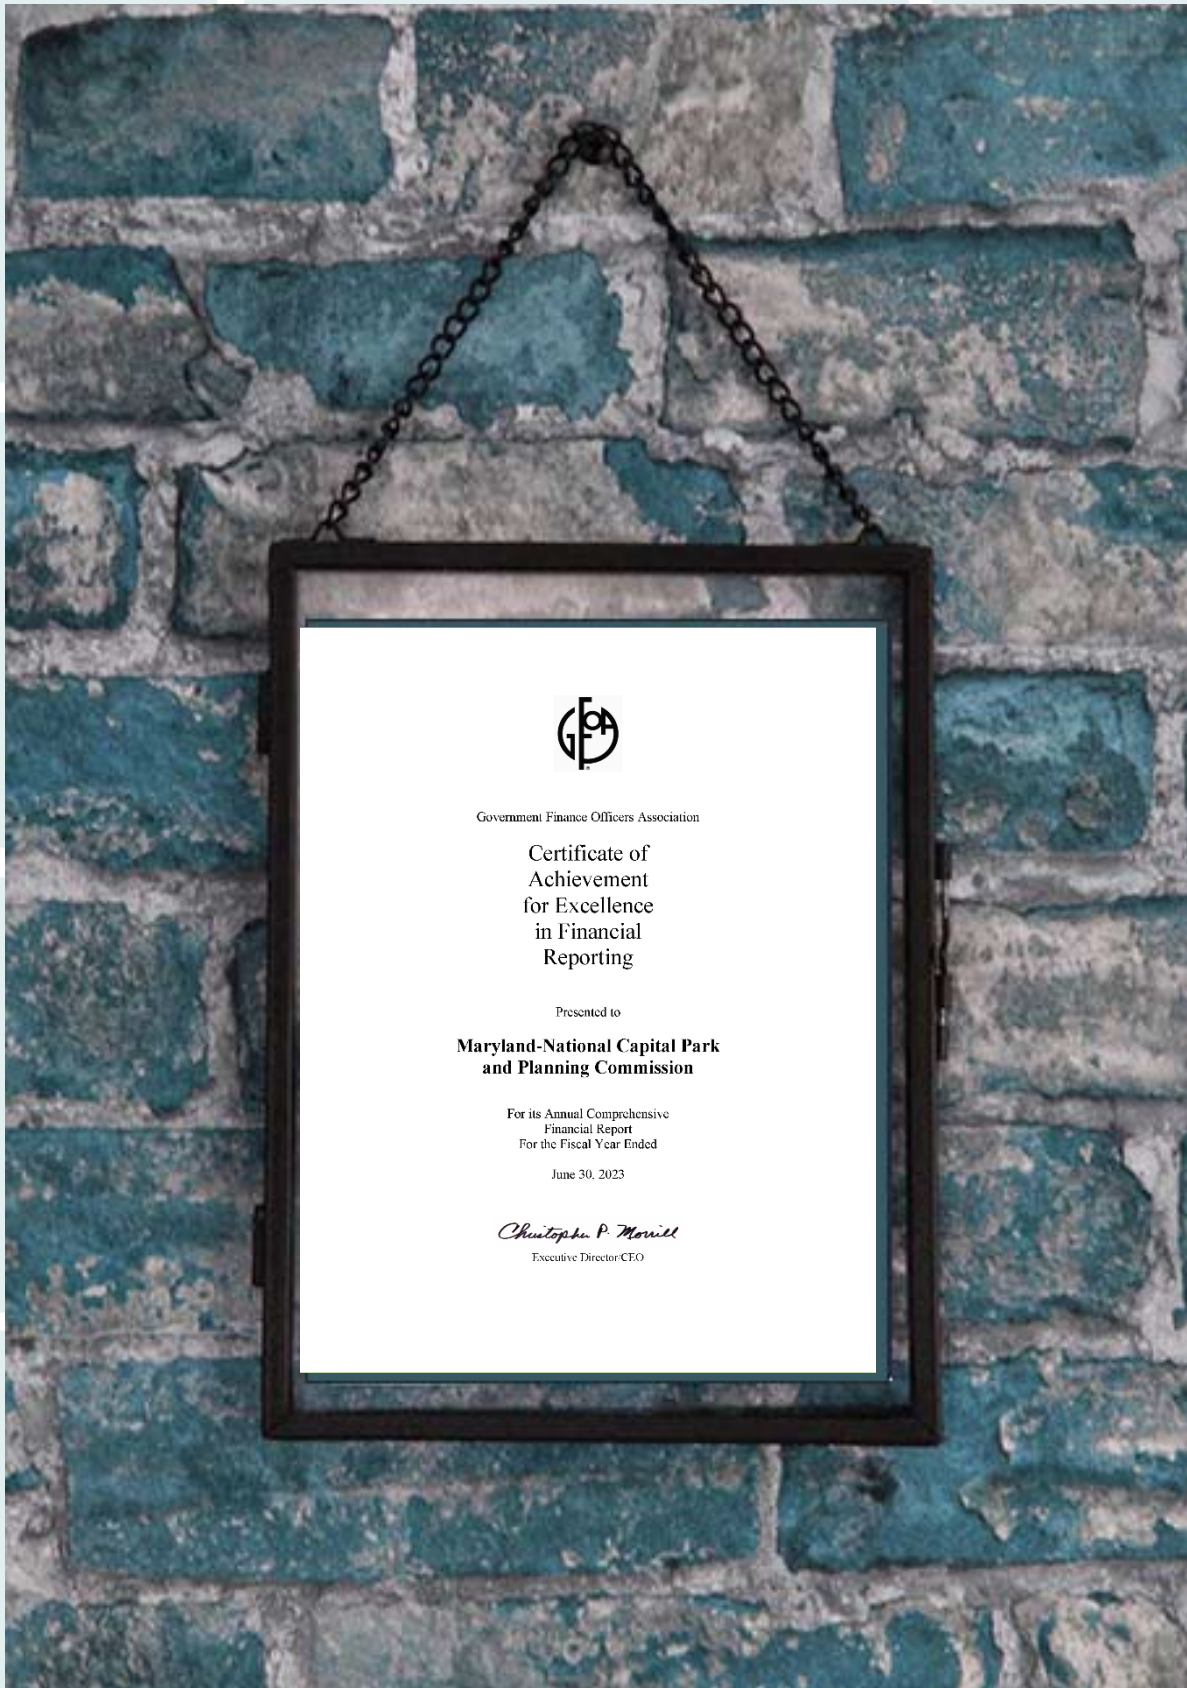 GFOA
Government Finance Officers Association
Certificate of
Achievement
for Excellence
in Financial
Reporting
Presented to
Maryland-National Capital Park
and Planning Commission
For its Annual Comprehensive
Financial Report
For the Fiscal Year Ended
June 30, 2023
Christopher P. Morrill
Executive Director/CEO